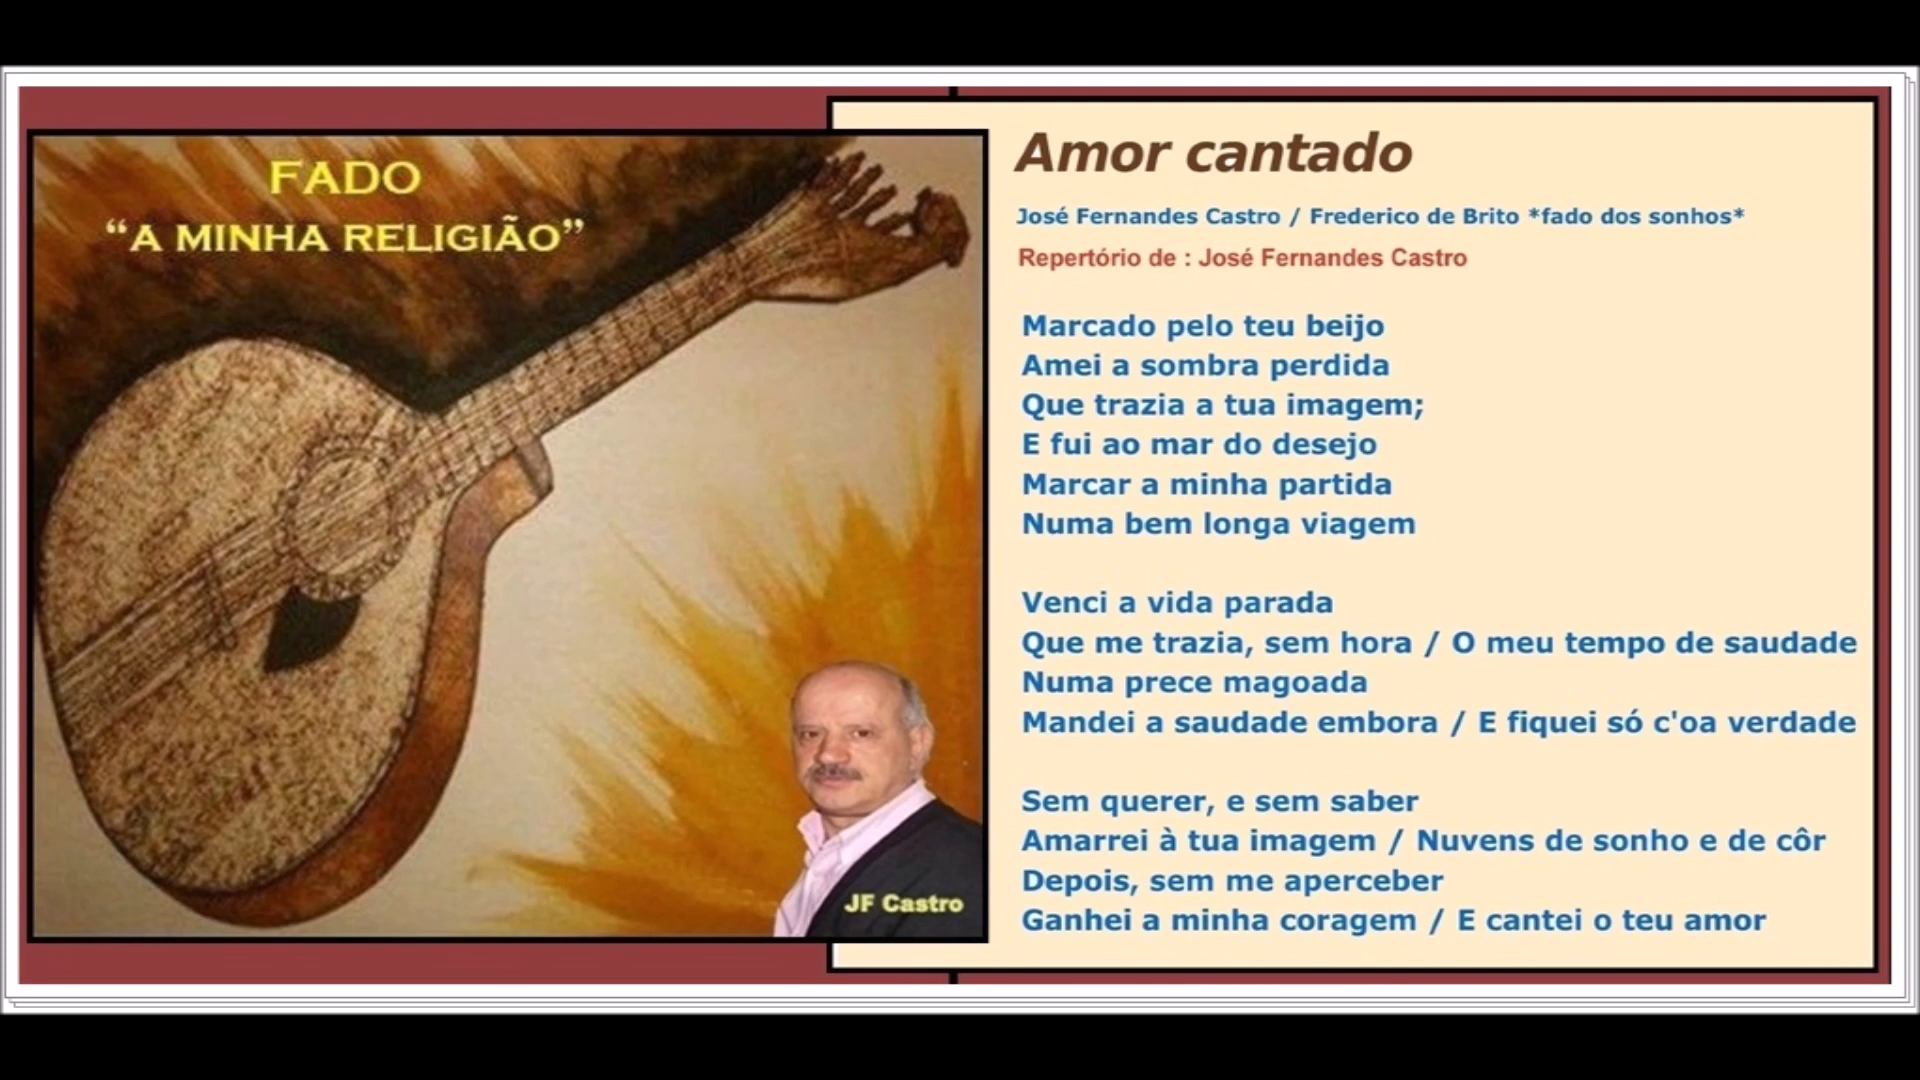 FADO
“A MINHA RELIGIÃO”
JF Castro
Amor cantado
José Fernandes Castro / Frederico de Brito *fado dos sonhos*
Repertório de : José Fernandes Castro
Marcado pelo teu beijo
Amei a sombra perdida
Que trazia a tua imagem;
E fui ao mar do desejo
Marcar a minha partida
Numa bem longa viagem
Venci a vida parada
Que me trazia, sem hora / O meu tempo de saudade
Numa prece magoada
Mandei a saudade embora / E fiquei só c'oa verdade
Sem querer, e sem saber
Amarrei à tua imagem / Nuvens de sonho e de côr
Depois, sem me aperceber
Ganhei a minha coragem / E cantei o teu amor